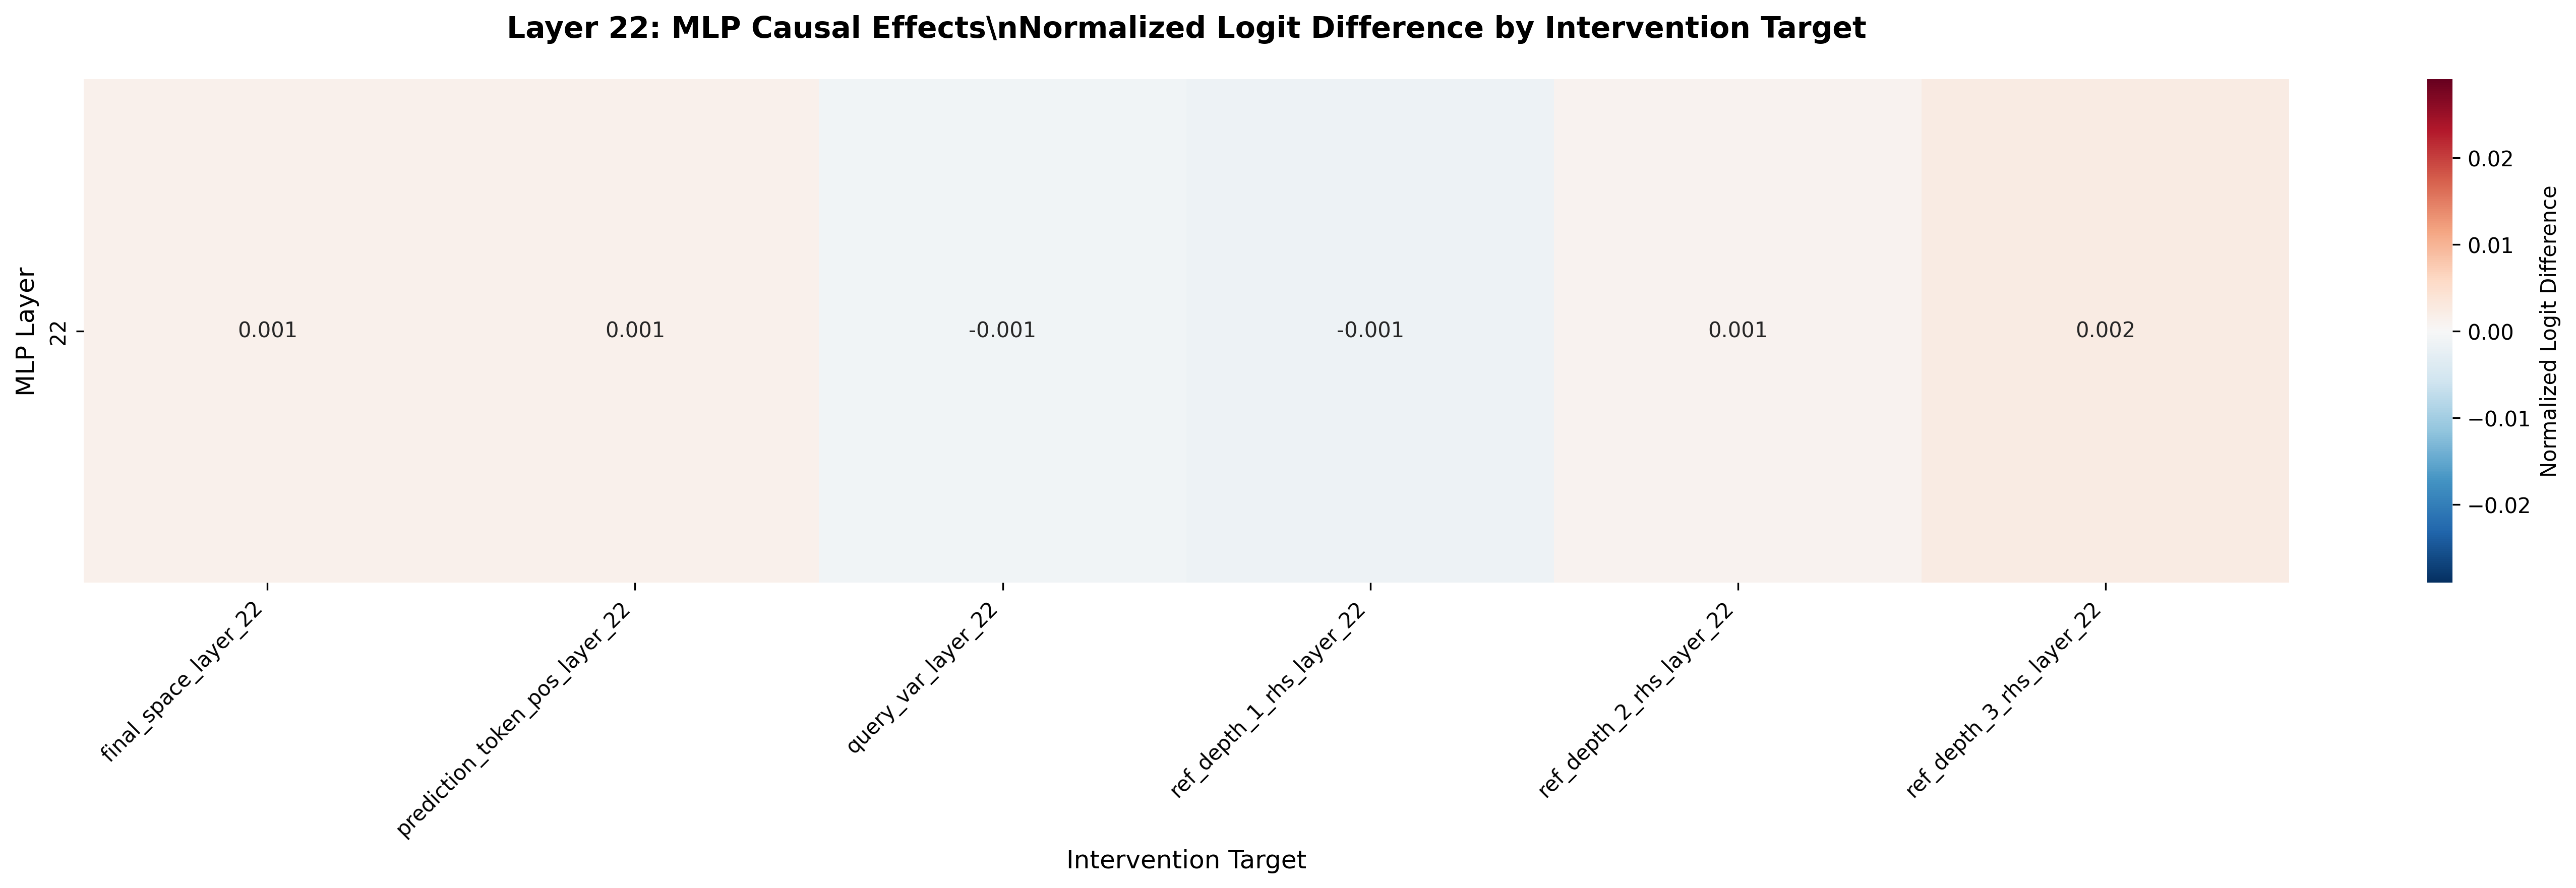 Layer 22: MLP Causal Effects\nNormalized Logit Difference by Intervention Target
MLP Layer
22
0.001
0.001
-0.001
-0.001
0.001
0.002
final_space_layer_22
prediction_token_pos_layer_22
query_var_layer_22
ref_depth_1_rhs_layer_22
ref_depth_2_rhs_layer_22
ref_depth_3_rhs_layer_22
Intervention Target
0.02
0.01
0.00
−0.01
−0.02
Normalized Logit Difference